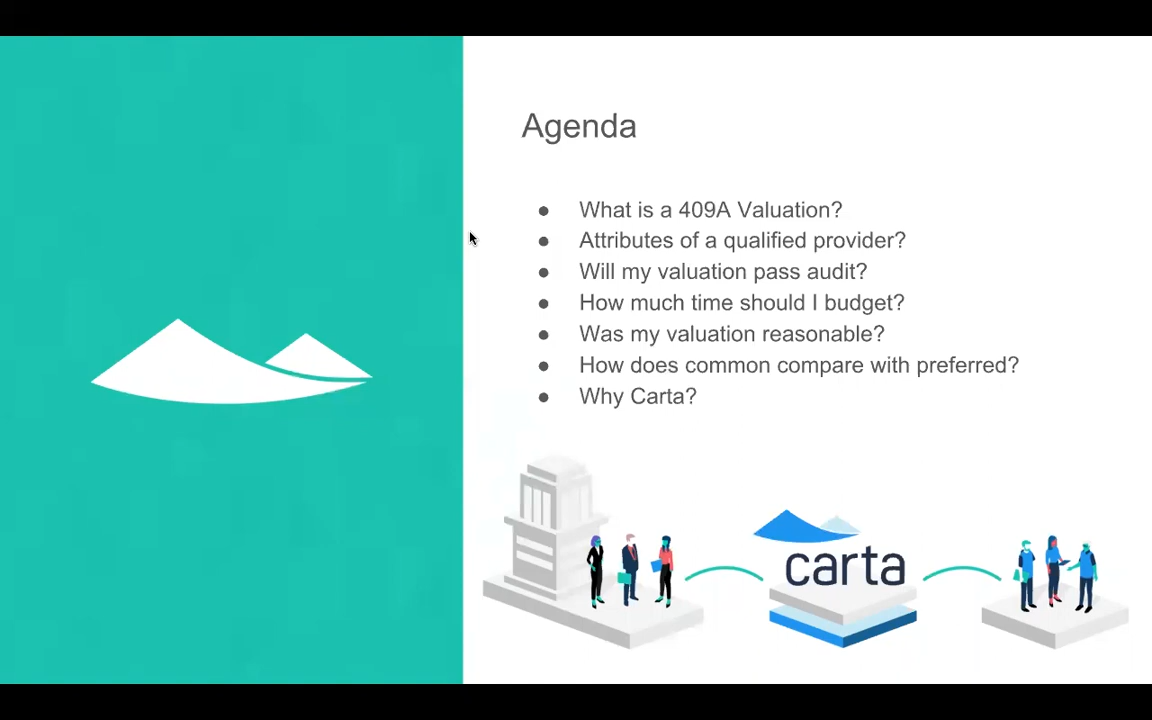 Agenda
● What is a 409A Valuation?
● Attributes of a qualified provider?
● Will my valuation pass audit?
● How much time should I budget?
● Was my valuation reasonable?
● How does common compare with preferred?
● Why Carta?
carta